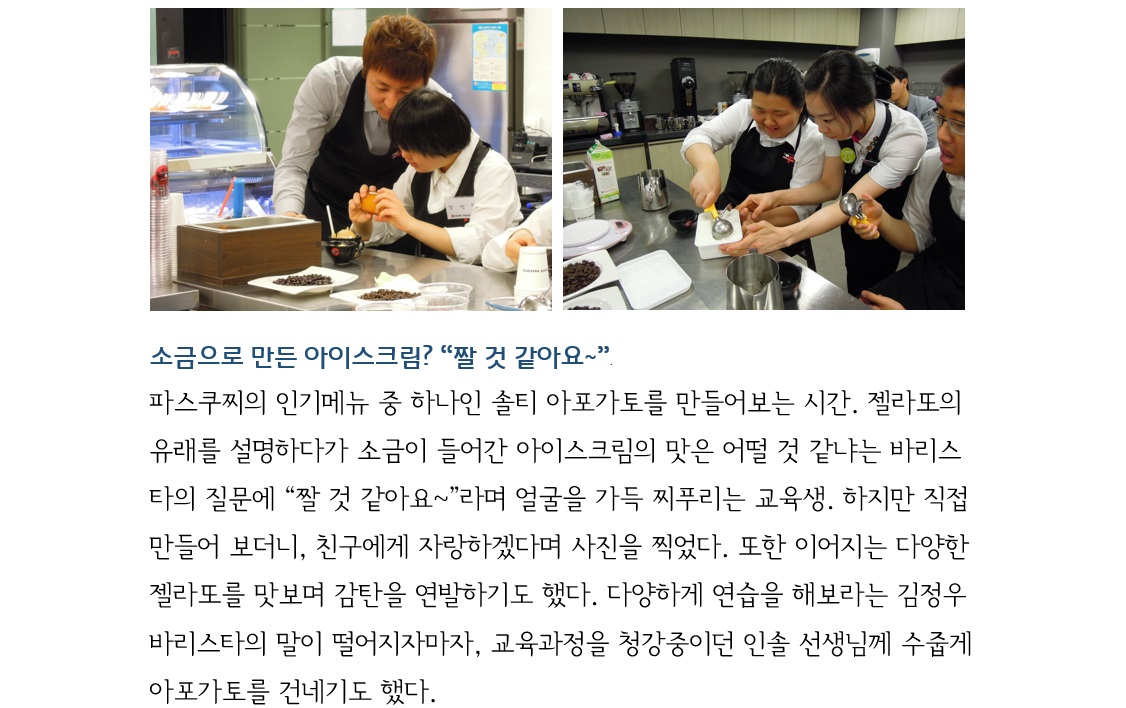 소금으로 만든 아이스크림? “짤 것 같아요~”.
파스쿠찌의 인기메뉴 중 하나인 솔티 아포가토를 만들어보는 시간. 젤라또의
유래를 설명하다가 소금이 들어간 아이스크림의 맛은 어떨 것 같냐는 바리스
타의 질문에 “짤 것 같아요~”라며 얼굴을 가득 찌푸리는 교육생. 하지만 직접
만들어 보더니, 친구에게 자랑하겠다며 사진을 찍었다. 또한 이어지는 다양한
젤라또를 맛보며 감탄을 연발하기도 했다. 다양하게 연습을 해보라는 김정우
바리스타의 말이 떨어지자마자, 교육과정을 청강중이던 인솔 선생님께 수줍게
아포가토를 건네기도 했다.